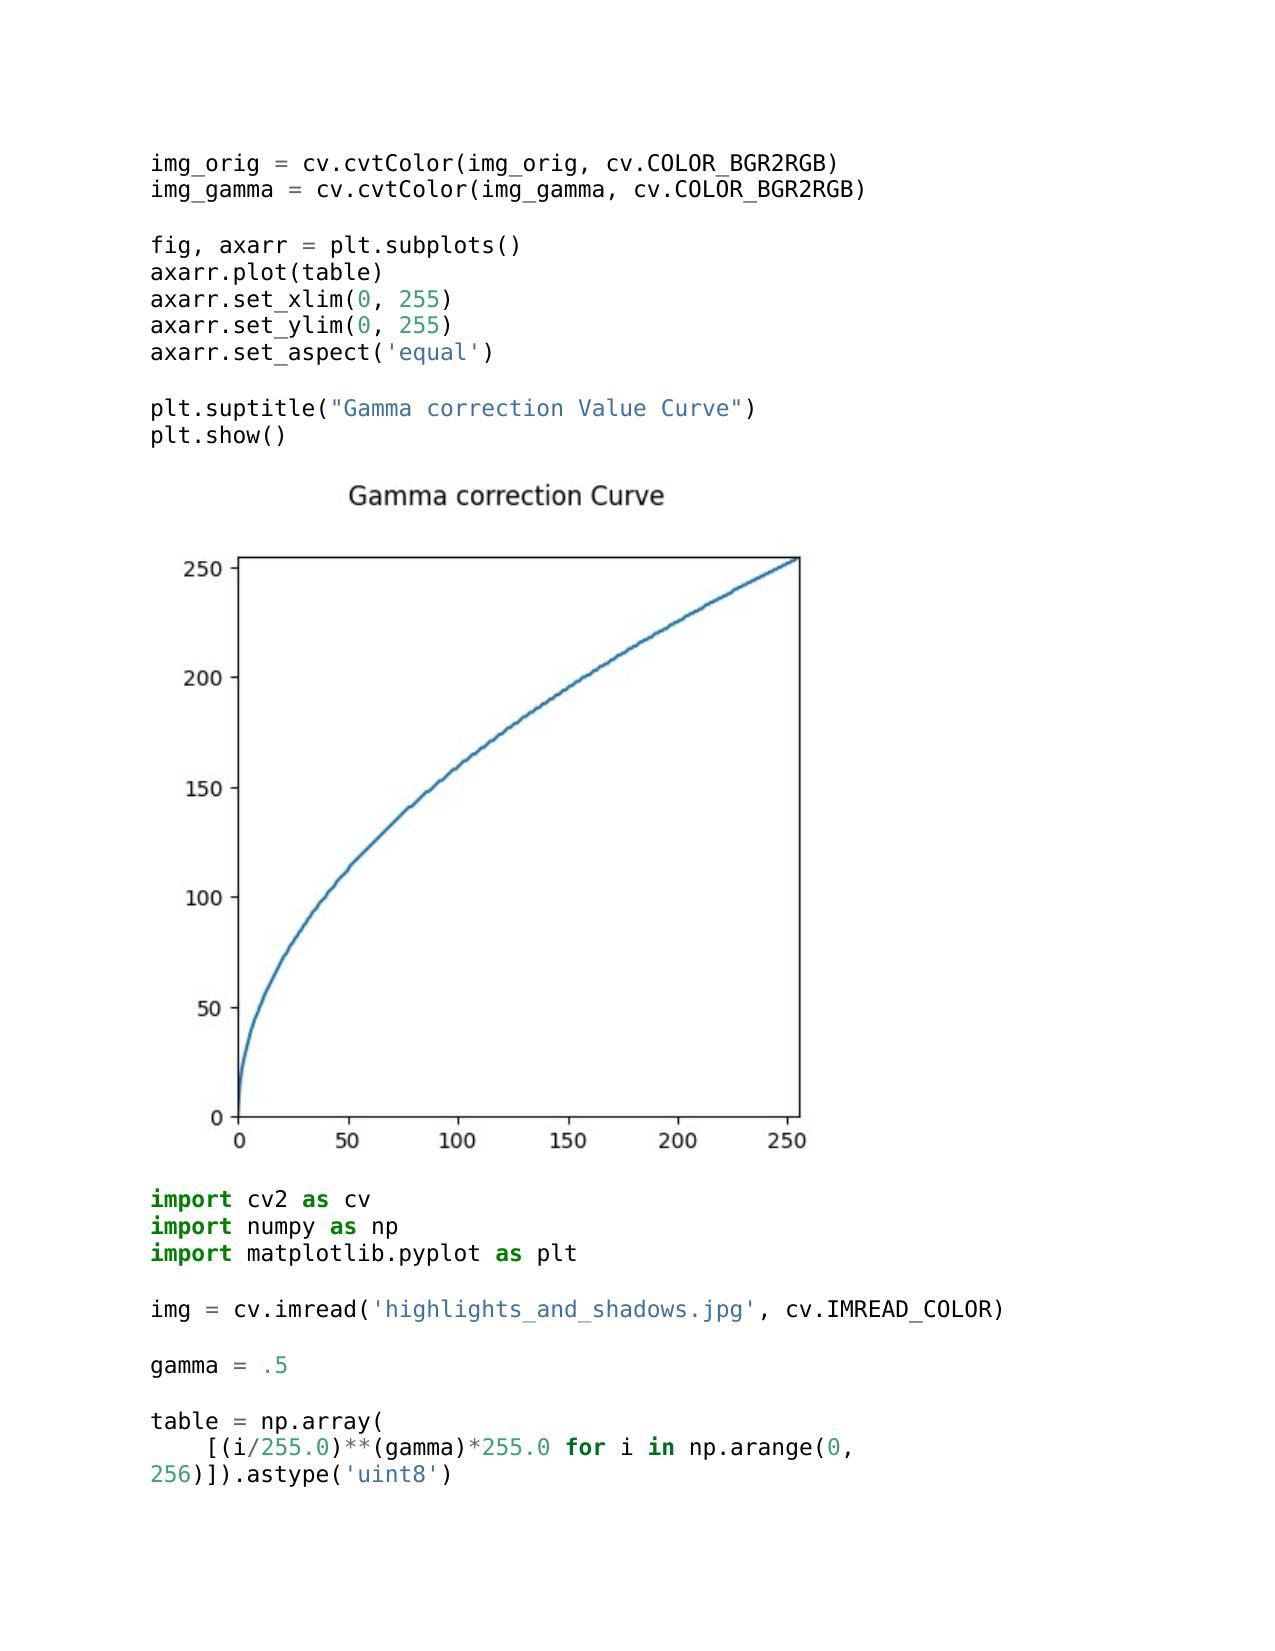 img_orig = cv.cvtColor(img_orig, cv.COLOR_BGR2RGB)
img_gamma = cv.cvtColor(img_gamma, cv.COLOR_BGR2RGB)
fig, axarr = plt.subplots()
axarr.plot(table)
axarr.set_xlim(0, 255)
axarr.set_ylim(0, 255)
axarr.set_aspect('equal')
plt.suptitle("Gamma correction Value Curve")
plt.show()
Gamma correction Curve
250
200
150
100
50
0
0 50 100 150 200 250
import cv2 as cv
import numpy as np
import matplotlib.pyplot as plt
img = cv.imread('highlights_and_shadows.jpg', cv.IMREAD_COLOR)
gamma = .5
table = np.array(
    [(i/255.0)**(gamma)*255.0 for i in np.arange(0,
256)]).astype('uint8')